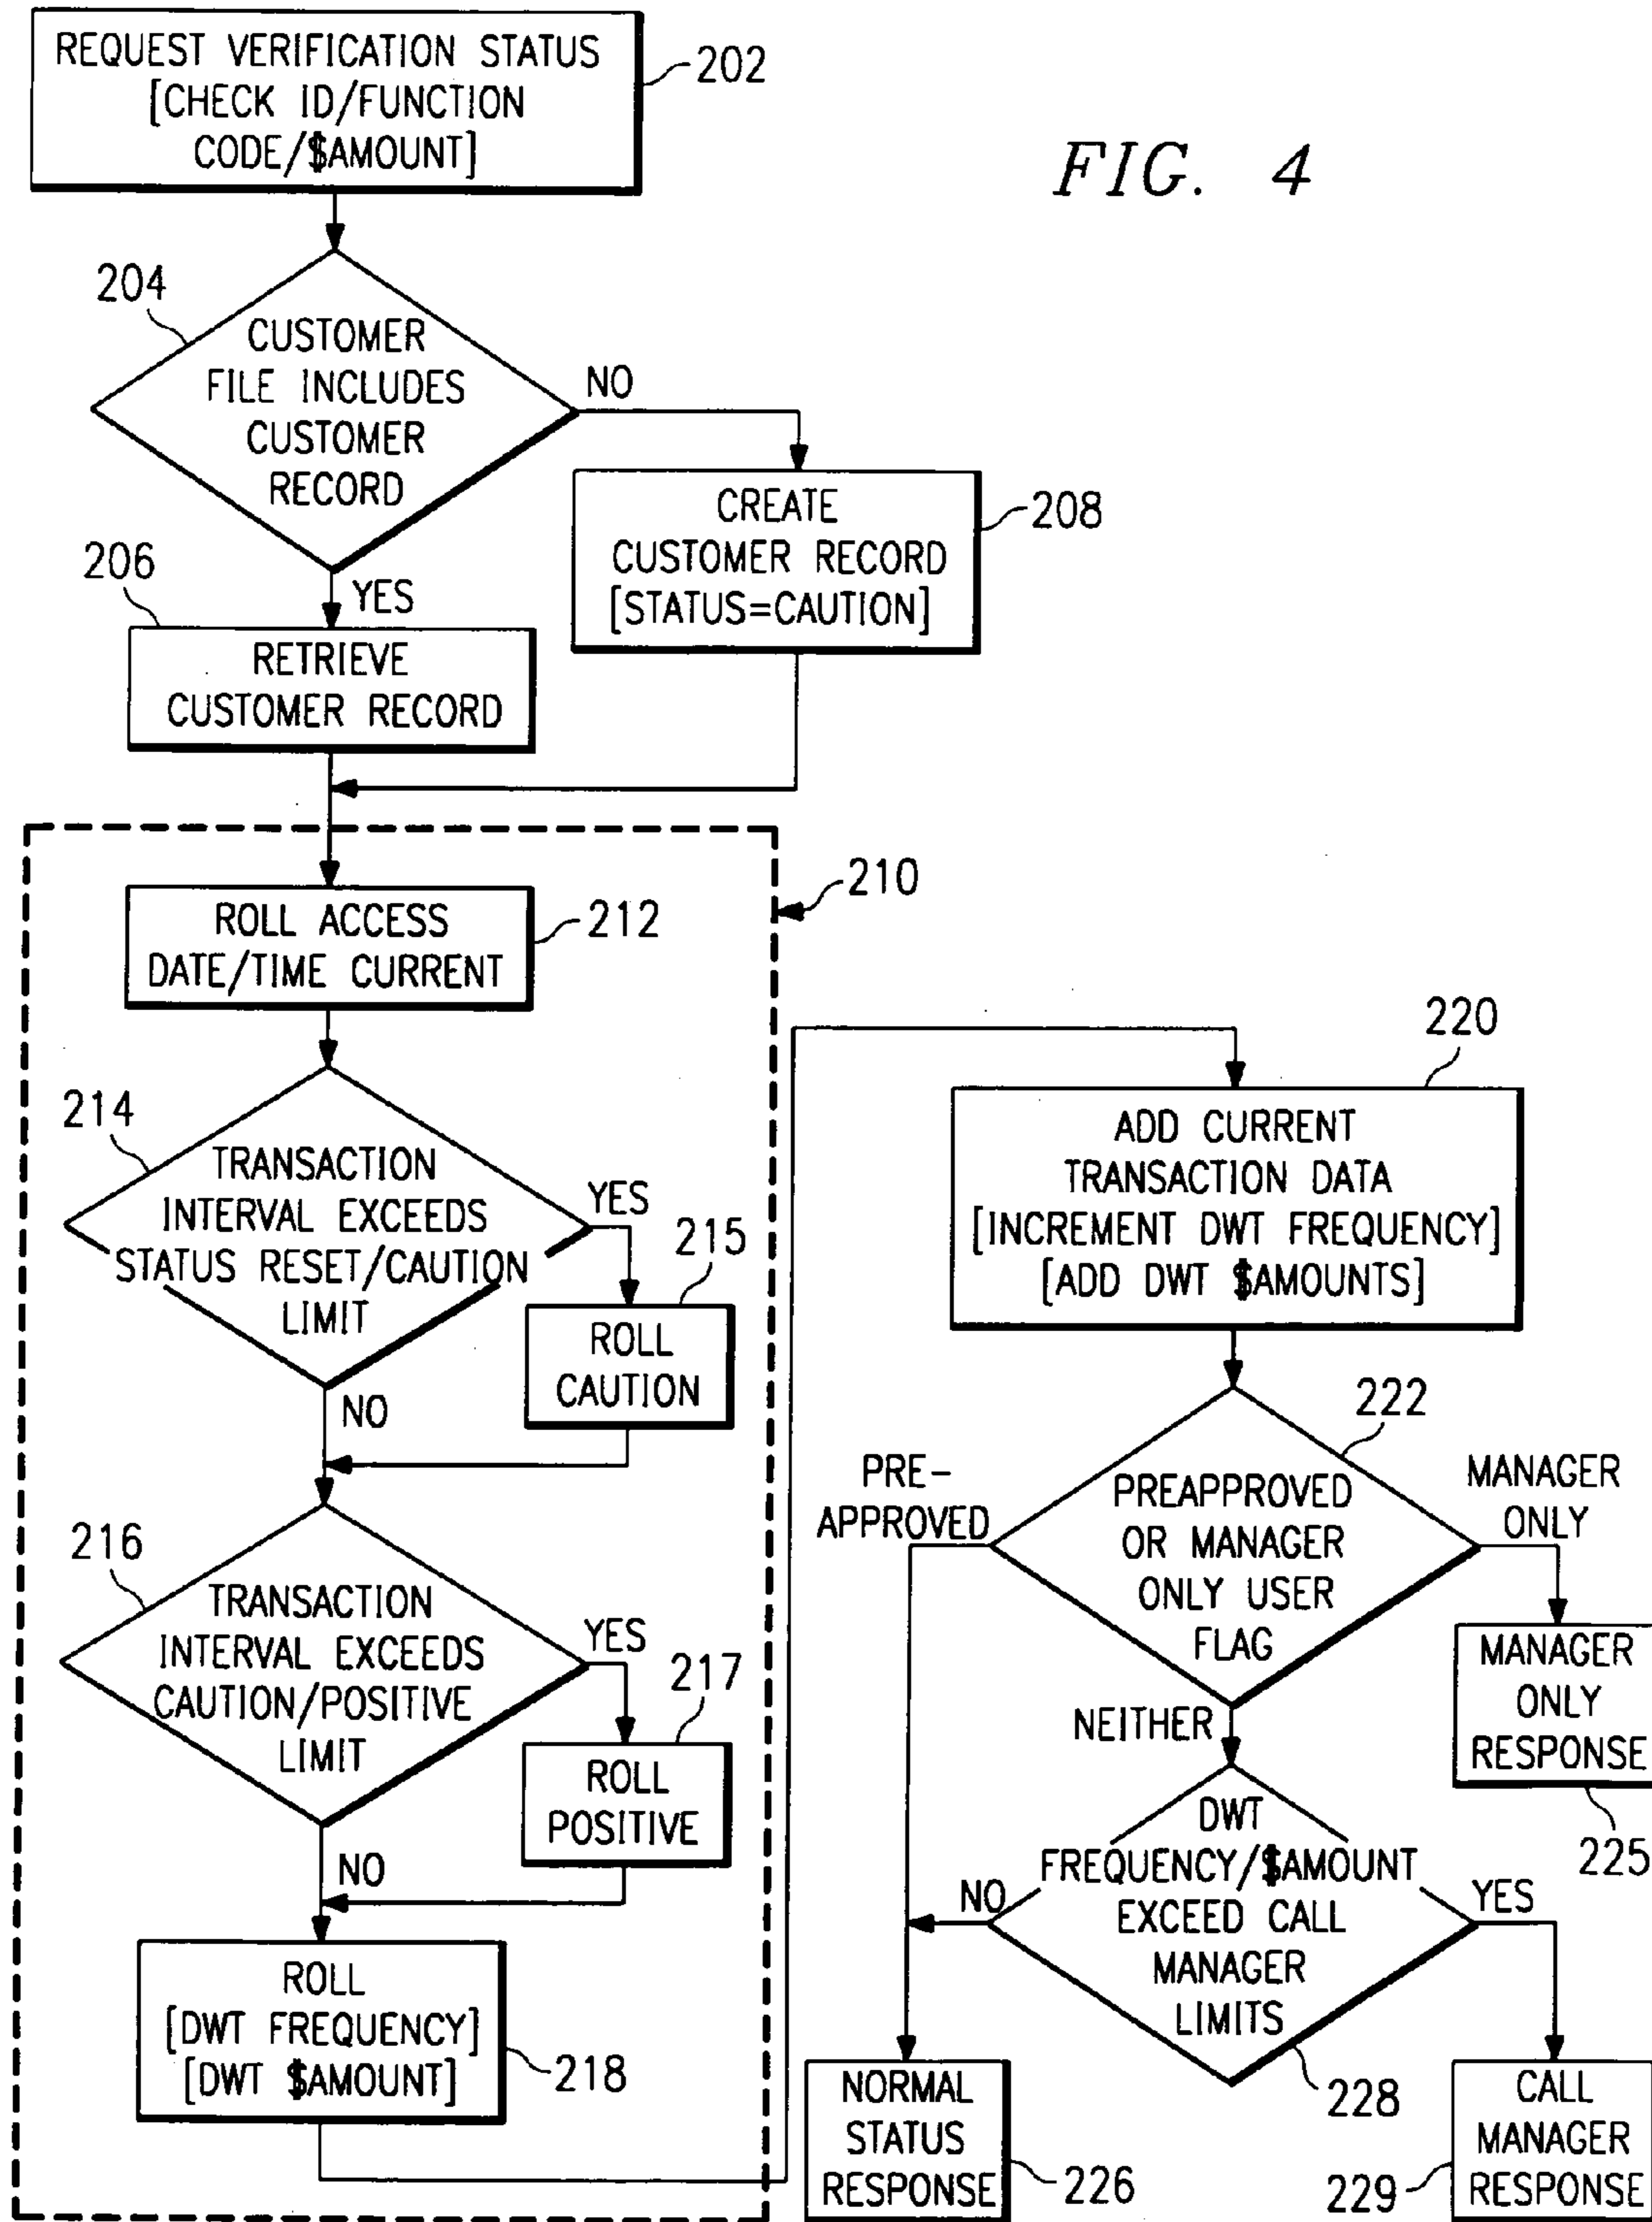 REQUEST VERIFICATION STATUS
[CHECK ID/FUNCTION
CODE/$AMOUNT]
202
FIG. 4
204
CUSTOMER
FILE INCLUDES
CUSTOMER
RECORD
NO
YES
206
RETRIEVE
CUSTOMER RECORD
CREATE
CUSTOMER RECORD
[STATUS=CAUTION]
208
210
ROLL ACCESS
DATE/TIME CURRENT
212
214
TRANSACTION
INTERVAL EXCEEDS
STATUS RESET/CAUTION
LIMIT
YES
215
ROLL
CAUTION
NO
216
TRANSACTION
INTERVAL EXCEEDS
CAUTION/POSITIVE
LIMIT
YES
217
ROLL
POSITIVE
NO
ROLL
[DWT FREQUENCY]
[DWT $AMOUNT]
218
220
ADD CURRENT
TRANSACTION DATA
[INCREMENT DWT FREQUENCY]
[ADD DWT $AMOUNTS]
222
PRE-
APPROVED
PREAPPROVED
OR MANAGER
ONLY USER
FLAG
MANAGER
ONLY
MANAGER
ONLY
RESPONSE
225
NEITHER
DWT
FREQUENCY/$AMOUNT
EXCEED CALL
MANAGER
LIMITS
NO
YES
228
NORMAL
STATUS
RESPONSE
226
CALL
MANAGER
RESPONSE
229